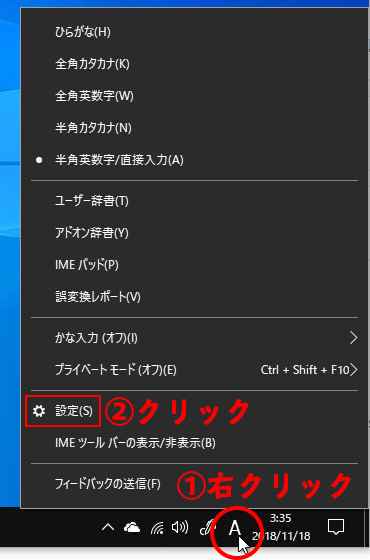 ひらがな(H)
全角カタカナ(K)
全角英数字(W)
半角カタカナ(N)
半角英数字/直接入力(A)
ユーザー辞書(T)
アドオン辞書(Y)
IME パッド(P)
誤変換レポート(V)
かな入力 (オフ)(I)
プライベート モード (オフ)(E) Ctrl + Shift + F10
設定(S) ②クリック
IME ツール バーの表示/非表示(B)
フィードバックの送信(F) ①右クリック
A 3:35
2018/11/18